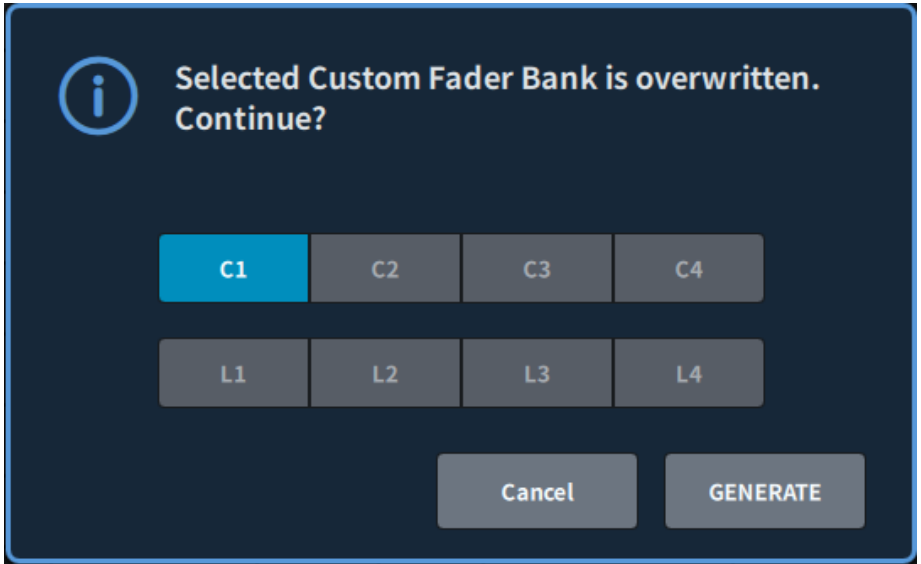 Selected Custom Fader Bank is overwritten.
Continue?
C1 C2 C3 C4
L1 L2 L3 L4
Cancel GENERATE